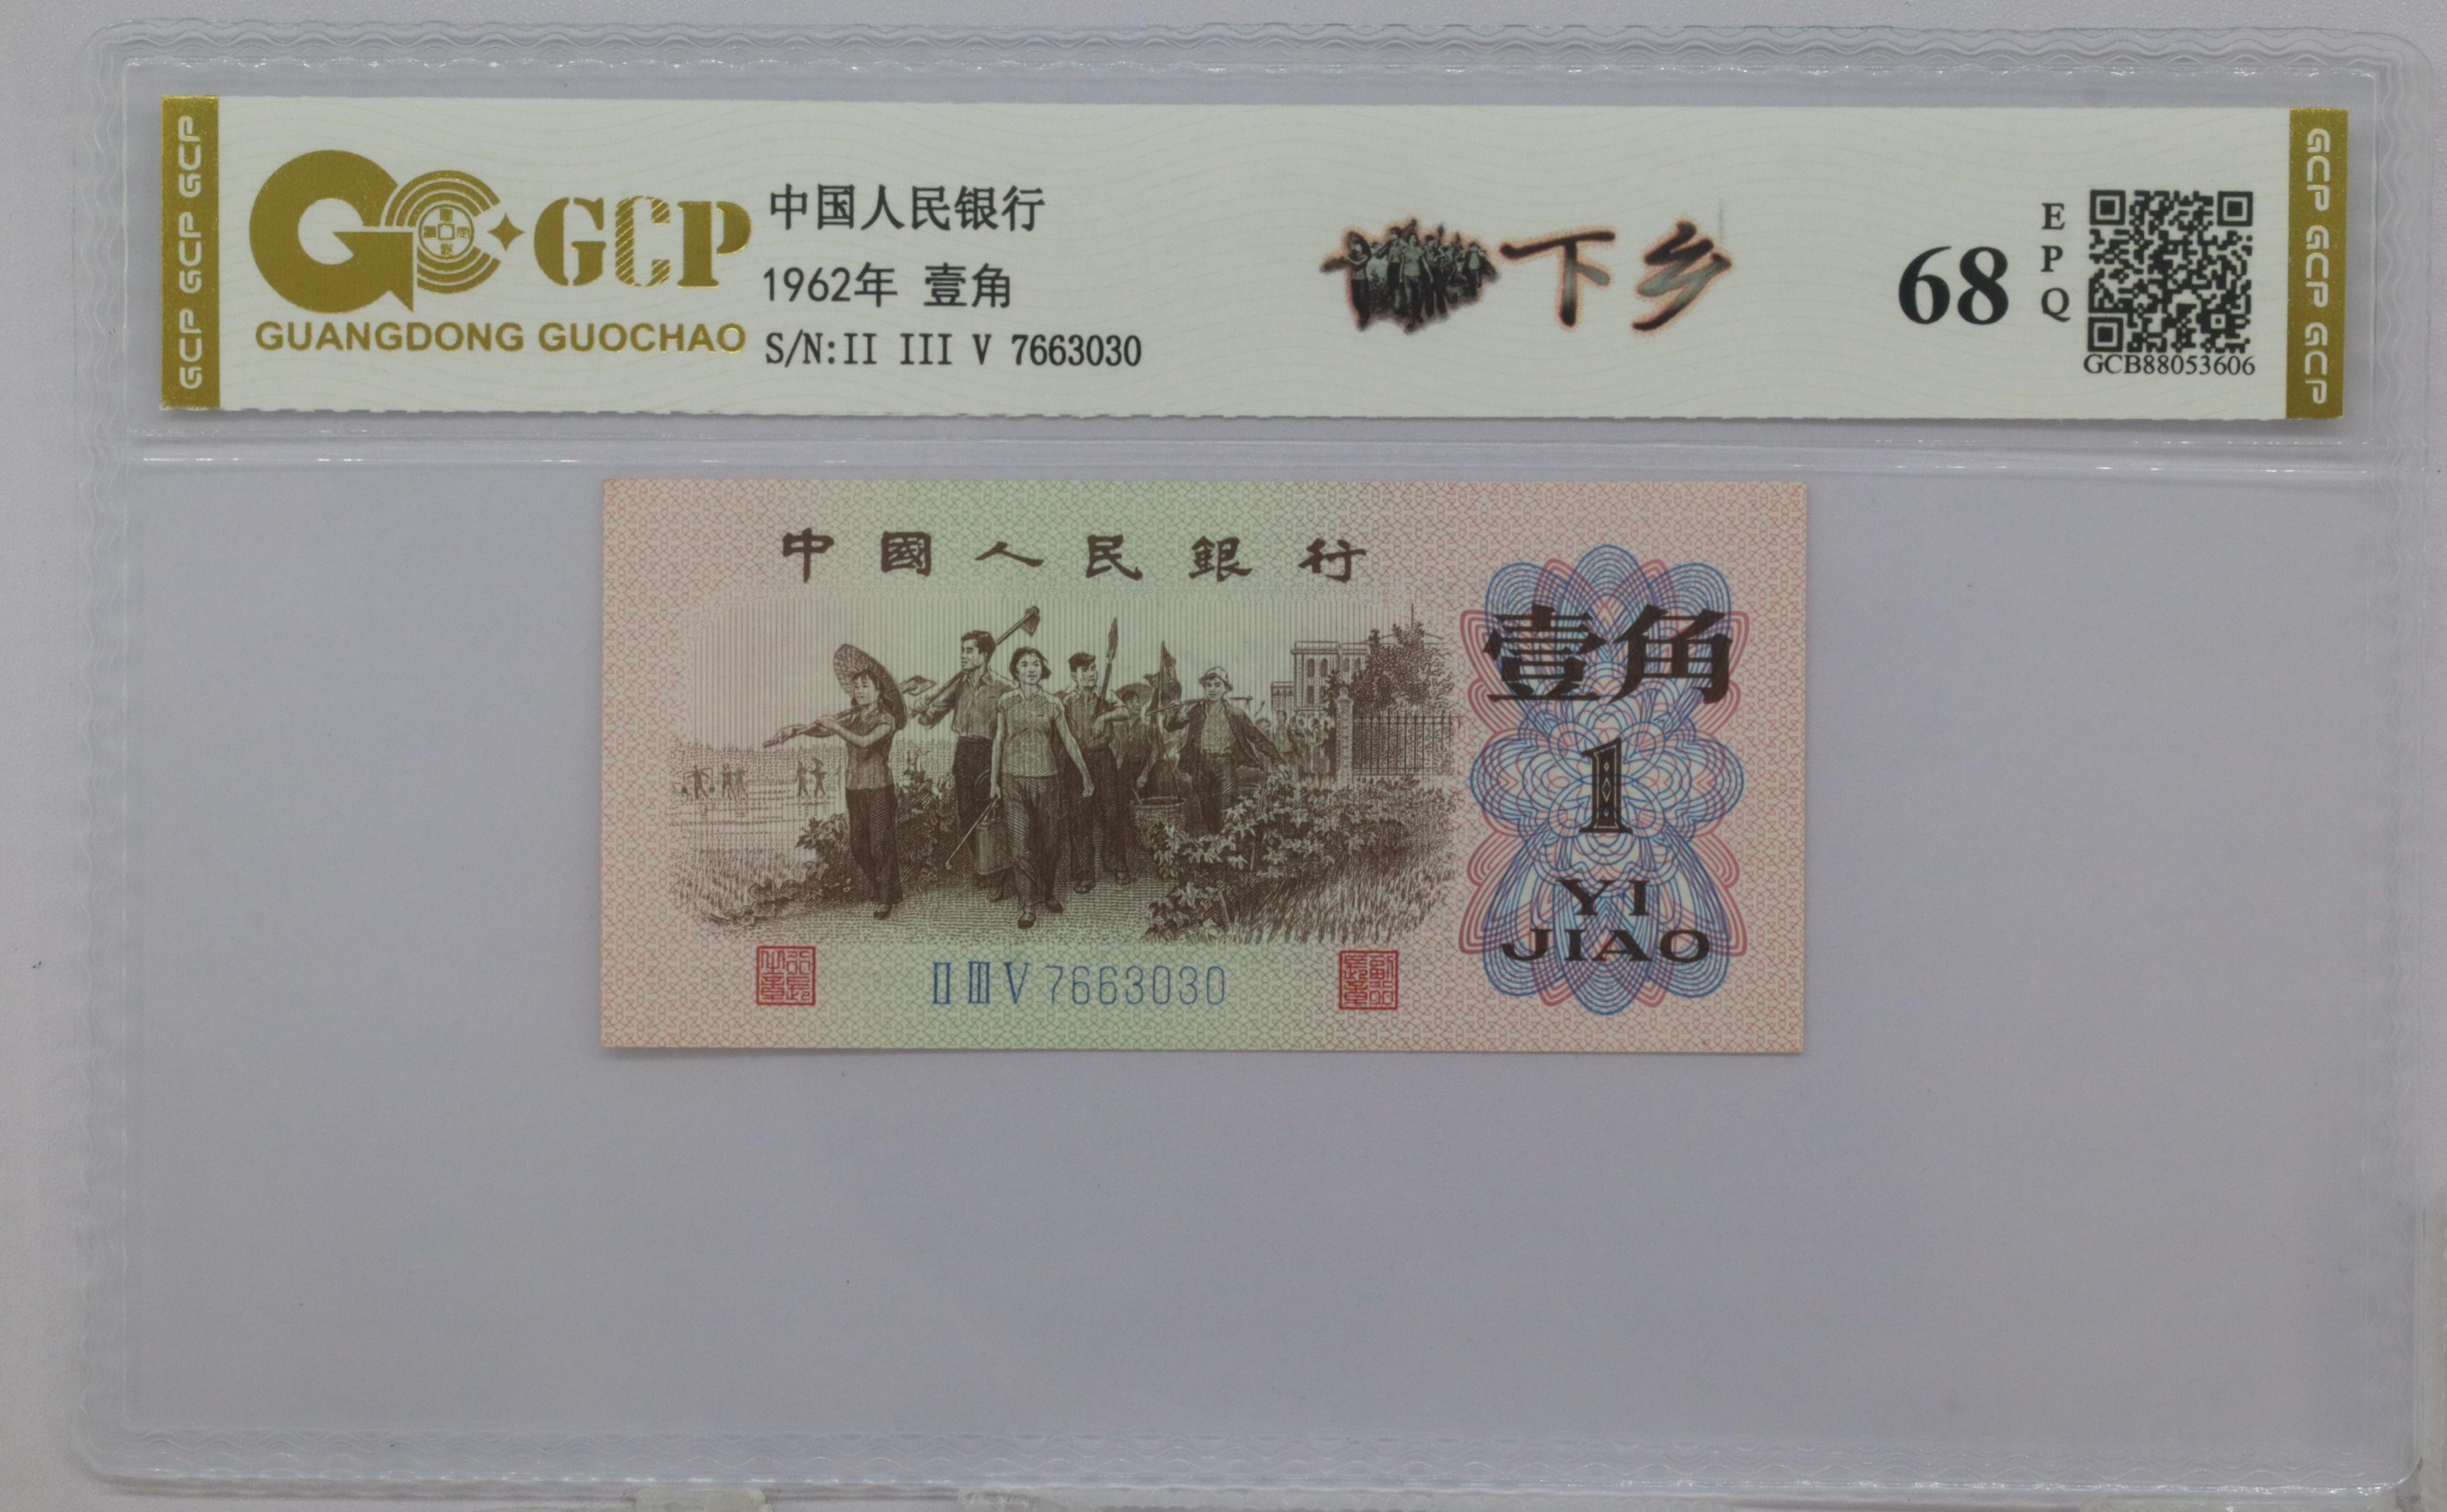 GCP GCP GCP
GCP
GUANGDONG GUOCHAO
中国人民银行
1962年 壹角
S/N:II III V 7663030
下乡
68
EPQ
GCB88053606
GCP GCP GCP
中國人民銀行
壹角
1
YI
JIAO
II III V 7663030